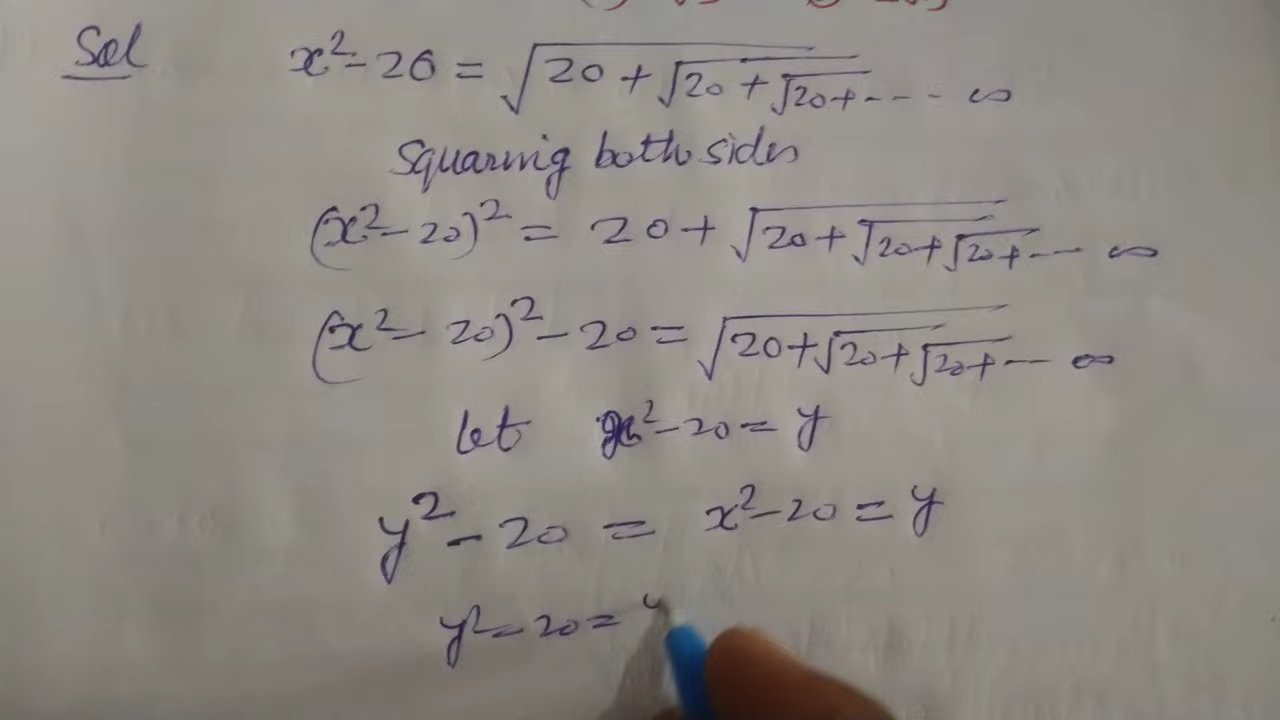 Sol x² - 20 = √(20 + √(20 + √(20 + ---- ∞
Squaring both sides
(x² - 20)² = 20 + √(20 + √(20 + √(20 + --- ∞
(x² - 20)² - 20 = √(20 + √(20 + √(20 + --- ∞
let x² - 20 = y
y² - 20 = x² - 20 = y
y² - 20 =